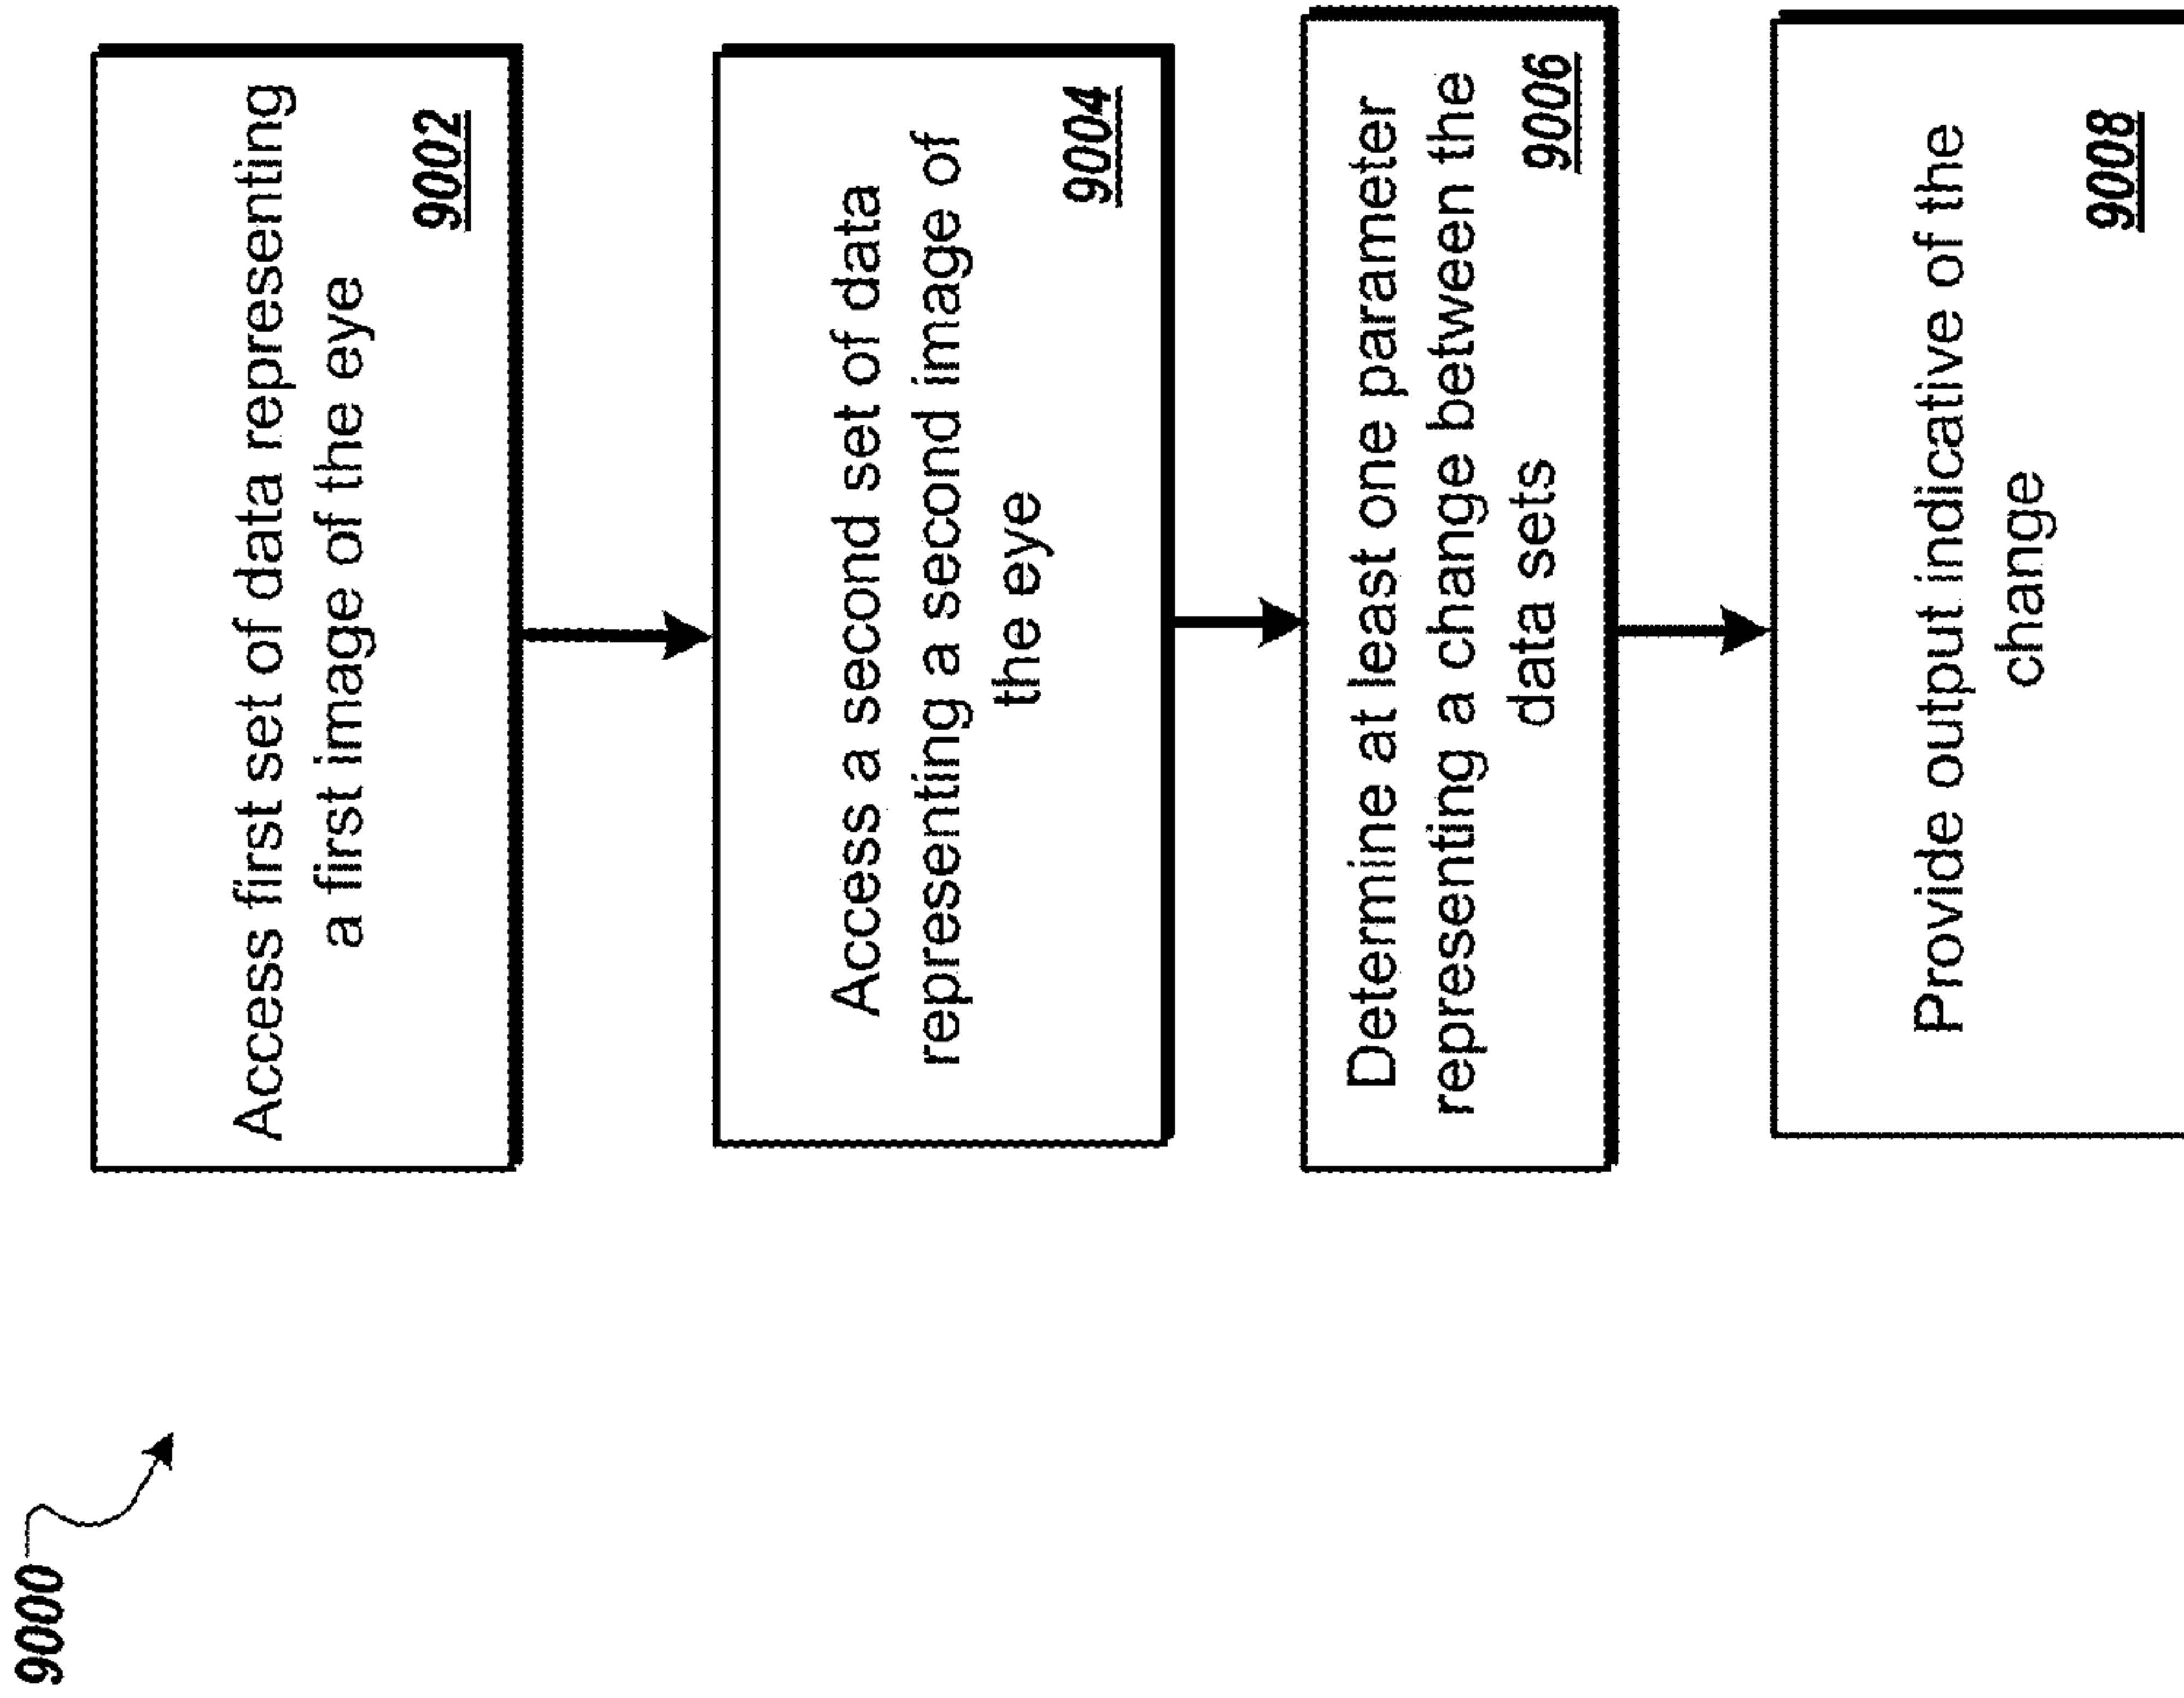 9000
Access first set of data representing
a first image of the eye
9002
Access a second set of data
representing a second image of
the eye
9004
Determine at least one parameter
representing a change between the
data sets
9006
Provide output indicative of the
change
9008